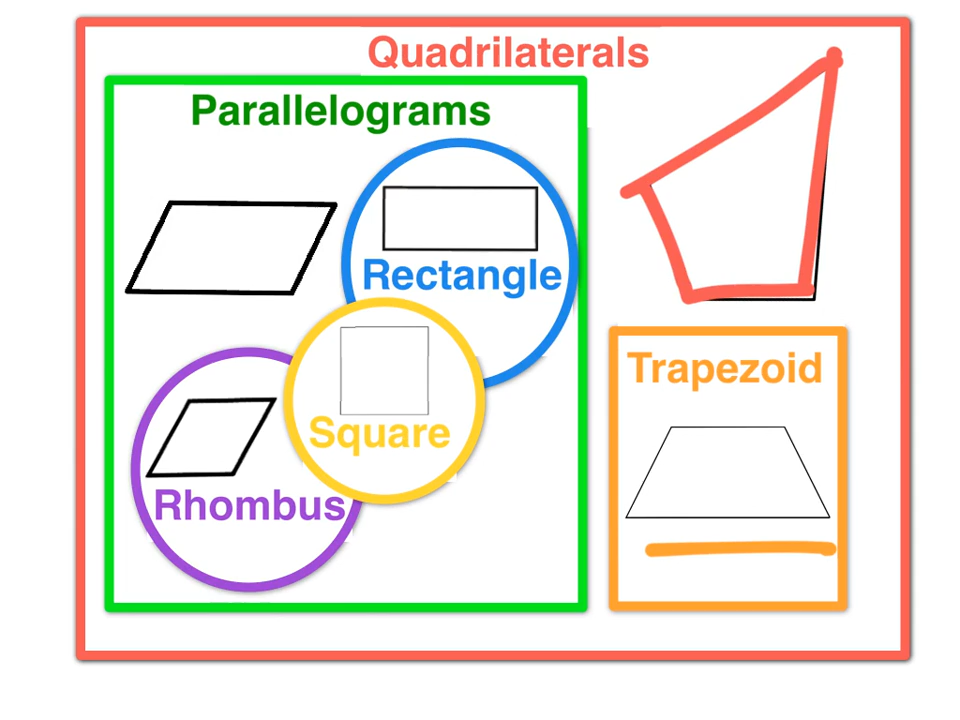 Quadrilaterals
Parallelograms
Rectangle
Trapezoid
Square
Rhombus